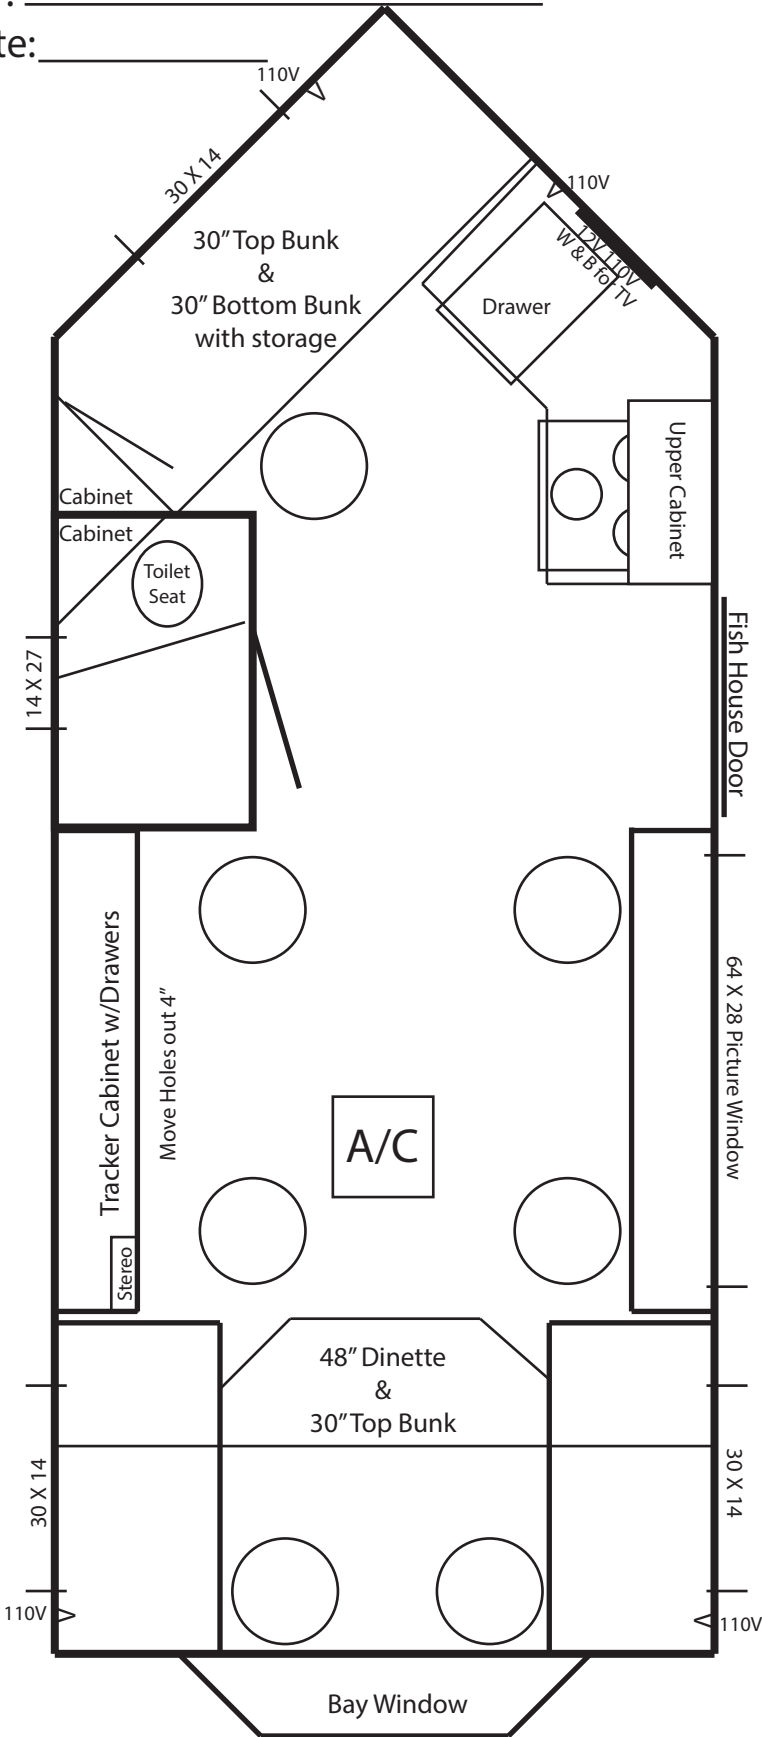 te:
110V
30 X 14
110V
12V 110V
W & B for TV
30” Top Bunk
&
30” Bottom Bunk
with storage
Drawer
Upper Cabinet
Cabinet
Cabinet
Toilet
Seat
14 X 27
Fish House Door
Tracker Cabinet w/Drawers
Move Holes out 4”
64 X 28 Picture Window
A/C
Stereo
48” Dinette
&
30” Top Bunk
30 X 14
30 X 14
110V
110V
Bay Window